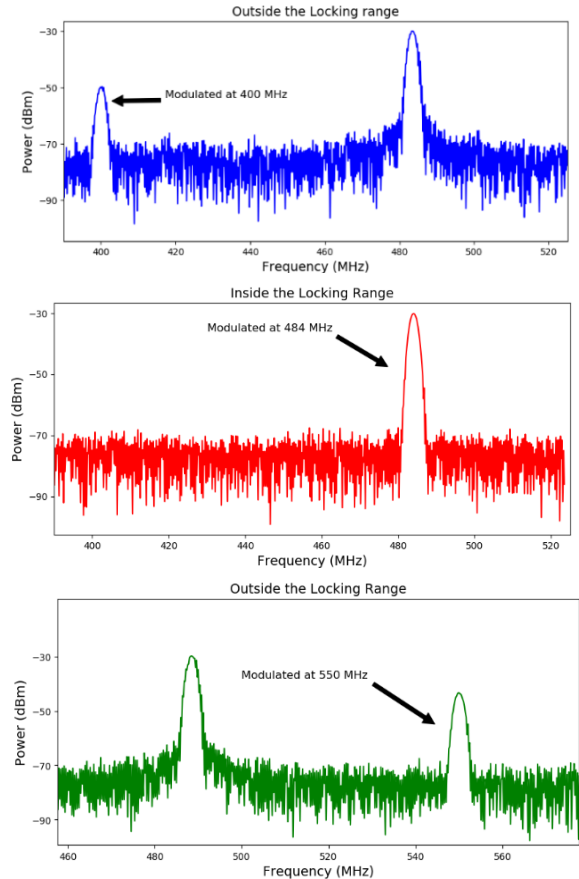 Outside the Locking range
−30
−50
−70
−90
Power (dBm)
Modulated at 400 MHz
400 420 440 460 480 500 520
Frequency (MHz)
Inside the Locking Range
−30
−50
−70
−90
Power (dBm)
Modulated at 484 MHz
400 420 440 460 480 500 520
Frequency (MHz)
Outside the Locking Range
−30
−50
−70
−90
Power (dBm)
Modulated at 550 MHz
460 480 500 520 540 560
Frequency (MHz)